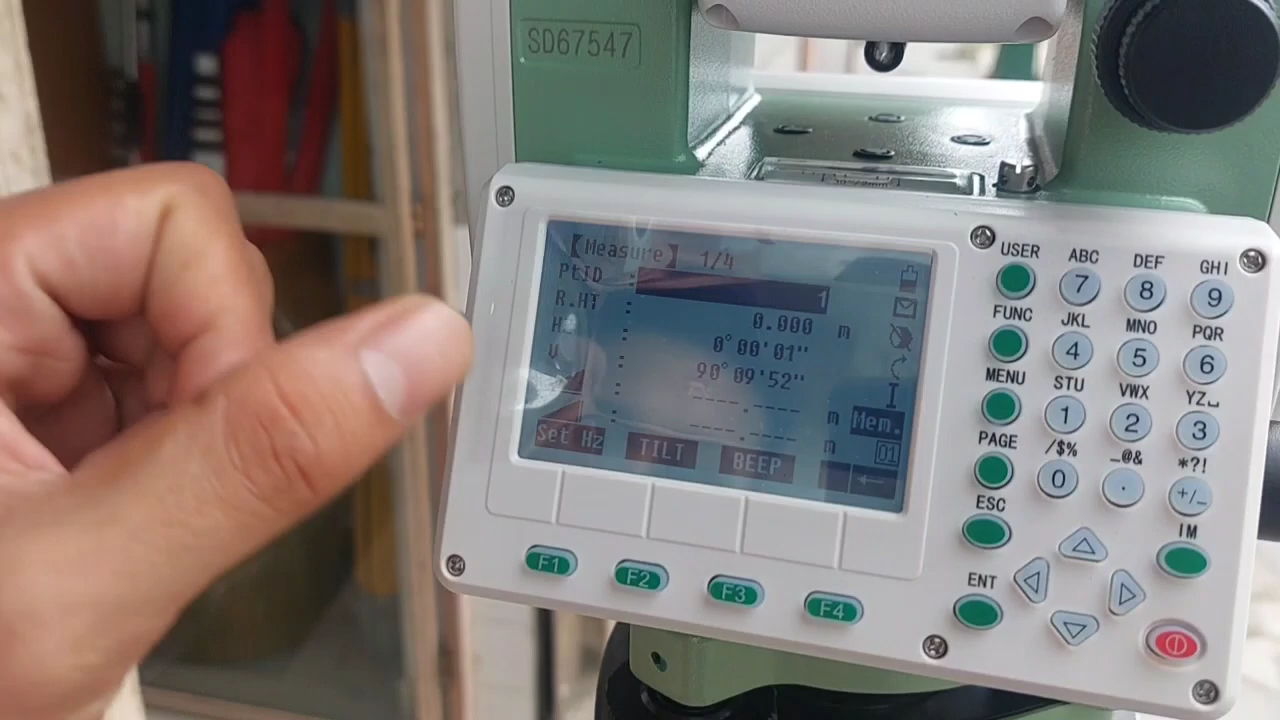 SD67547
【Measure】 1/4
PtID : 1
R.HT : 0.000 m
H : 0°00'01"
V : 90°09'52"
: ---.--- m
: ---.--- m
Mem.
01
Set Hz TILT BEEP ←
USER ABC DEF GHI
7 8 9
FUNC JKL MNO PQR
4 5 6
MENU STU VWX YZ␣
1 2 3
PAGE /$% _@& *?!
0 . +/-
ESC IM
ENT
F1 F2 F3 F4